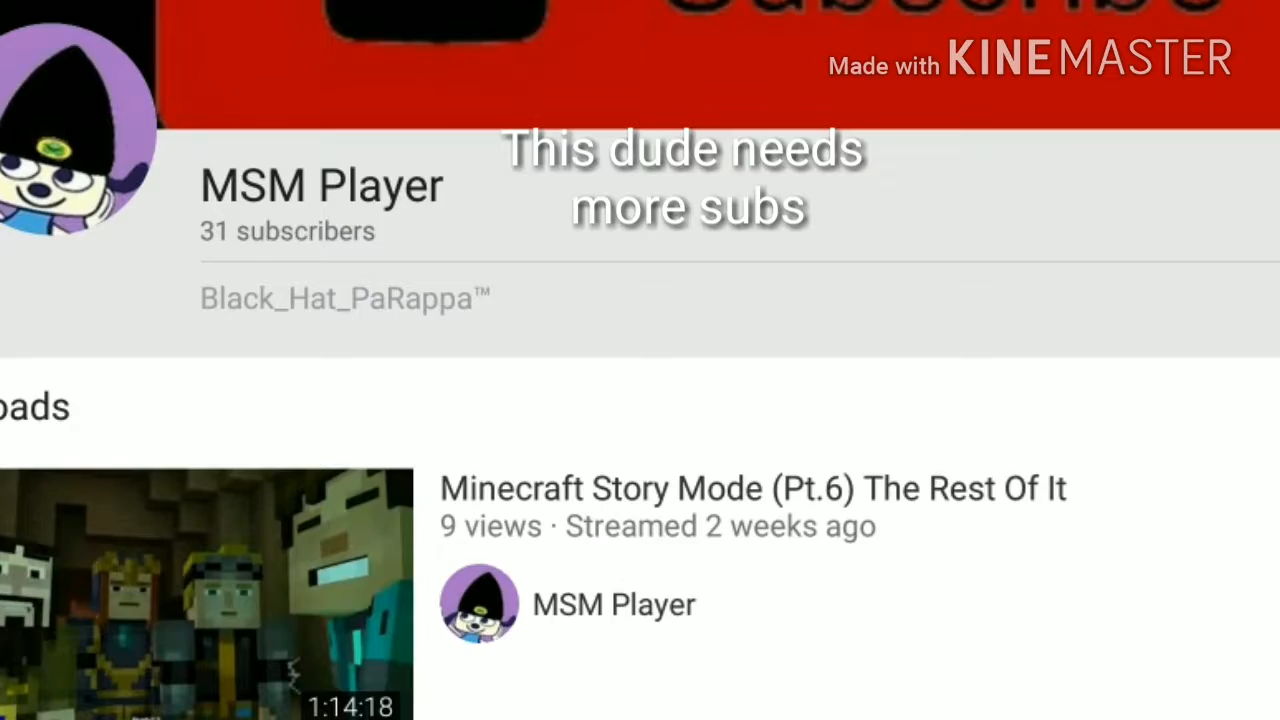 Subscribe
Made with KINEMASTER
This dude needs
more subs
MSM Player
31 subscribers
Black_Hat_PaRappa™
oads
Minecraft Story Mode (Pt.6) The Rest Of It
9 views · Streamed 2 weeks ago
MSM Player
1:14:18